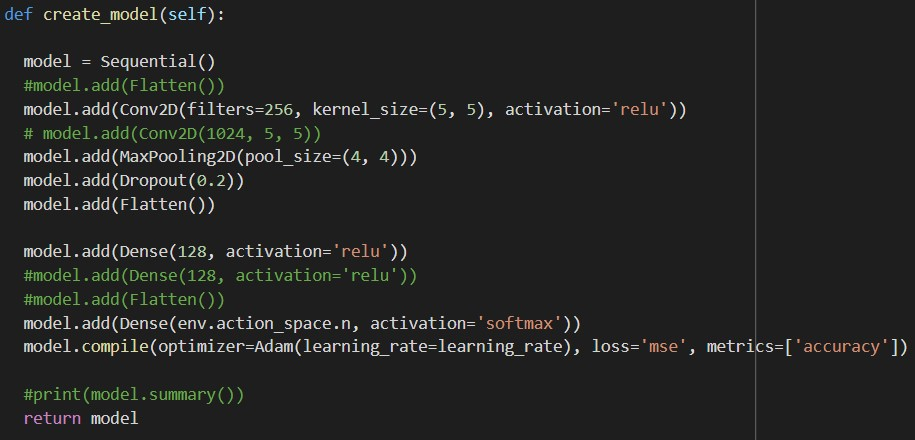 def create_model(self):
model = Sequential()
#model.add(Flatten())
model.add(Conv2D(filters=256, kernel_size=(5, 5), activation='relu'))
# model.add(Conv2D(1024, 5, 5))
model.add(MaxPooling2D(pool_size=(4, 4)))
model.add(Dropout(0.2))
model.add(Flatten())
model.add(Dense(128, activation='relu'))
#model.add(Dense(128, activation='relu'))
#model.add(Flatten())
model.add(Dense(env.action_space.n, activation='softmax'))
model.compile(optimizer=Adam(learning_rate=learning_rate), loss='mse', metrics=['accuracy'])
#print(model.summary())
return model